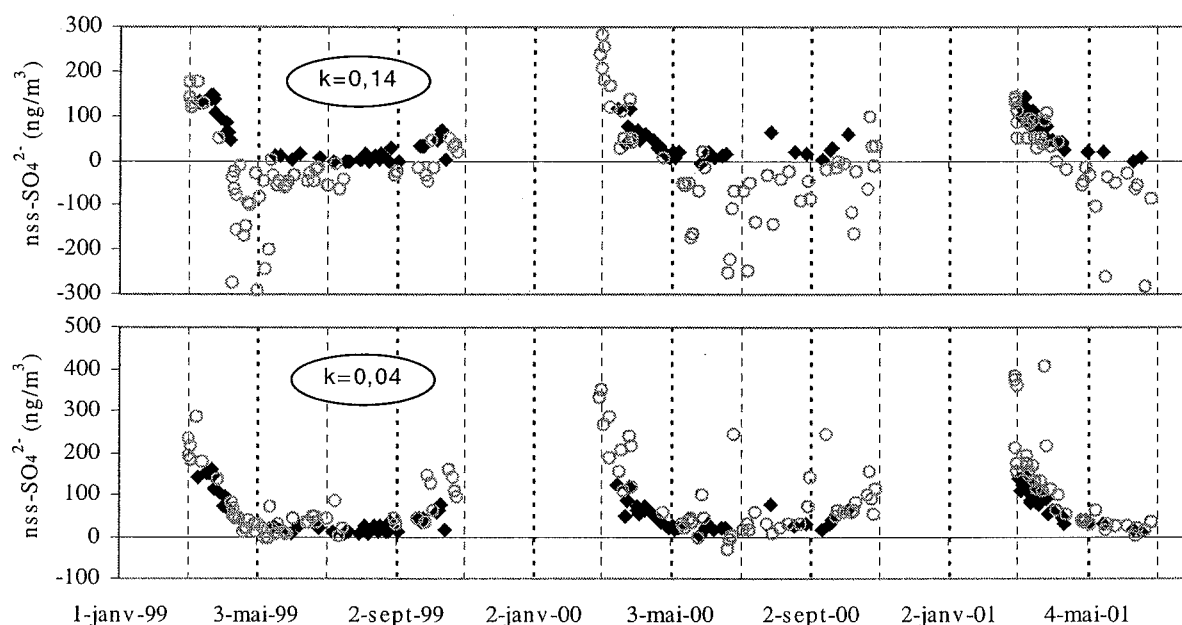 300
200
100
0
-100
-200
-300
nss-SO4 2- (ng/m3)
k=0,14
500
400
300
200
100
0
-100
nss-SO4 2- (ng/m3)
k=0,04
1-janv-99 3-mai-99 2-sept-99 2-janv-00 3-mai-00 2-sept-00 2-janv-01 4-mai-01